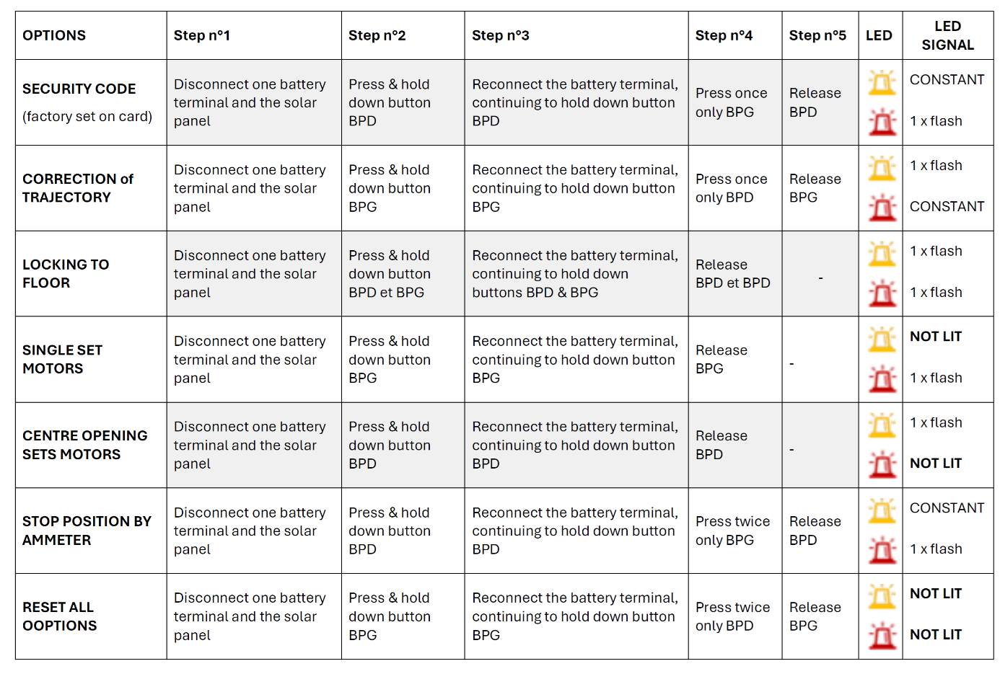 OPTIONS
Step n°1
Step n°2
Step n°3
Step n°4
Step n°5
LED
LED
SIGNAL
SECURITY CODE
(factory set on card)
Disconnect one battery
terminal and the solar
panel
Press & hold
down button
BPD
Reconnect the battery terminal,
continuing to hold down button
BPD
Press once
only BPG
Release
BPD
CONSTANT
1 x flash
CORRECTION of
TRAJECTORY
Disconnect one battery
terminal and the solar
panel
Press & hold
down button
BPG
Reconnect the battery terminal,
continuing to hold down button
BPG
Press once
only BPD
Release
BPG
1 x flash
CONSTANT
LOCKING TO
FLOOR
Disconnect one battery
terminal and the solar
panel
Press & hold
down button
BPD et BPG
Reconnect the battery terminal,
continuing to hold down
buttons BPD & BPG
Release
BPD et BPD
-
1 x flash
1 x flash
SINGLE SET
MOTORS
Disconnect one battery
terminal and the solar
panel
Press & hold
down button
BPG
Reconnect the battery terminal,
continuing to hold down button
BPG
Release
BPG
-
NOT LIT
1 x flash
CENTRE OPENING
SETS MOTORS
Disconnect one battery
terminal and the solar
panel
Press & hold
down button
BPD
Reconnect the battery terminal,
continuing to hold down button
BPD
Release
BPD
-
1 x flash
NOT LIT
STOP POSITION BY
AMMETER
Disconnect one battery
terminal and the solar
panel
Press & hold
down button
BPD
Reconnect the battery terminal,
continuing to hold down button
BPD
Press twice
only BPG
Release
BPD
CONSTANT
1 x flash
RESET ALL
OOPTIONS
Disconnect one battery
terminal and the solar
panel
Press & hold
down button
BPG
Reconnect the battery terminal,
continuing to hold down button
BPG
Press twice
only BPD
Release
BPG
NOT LIT
NOT LIT